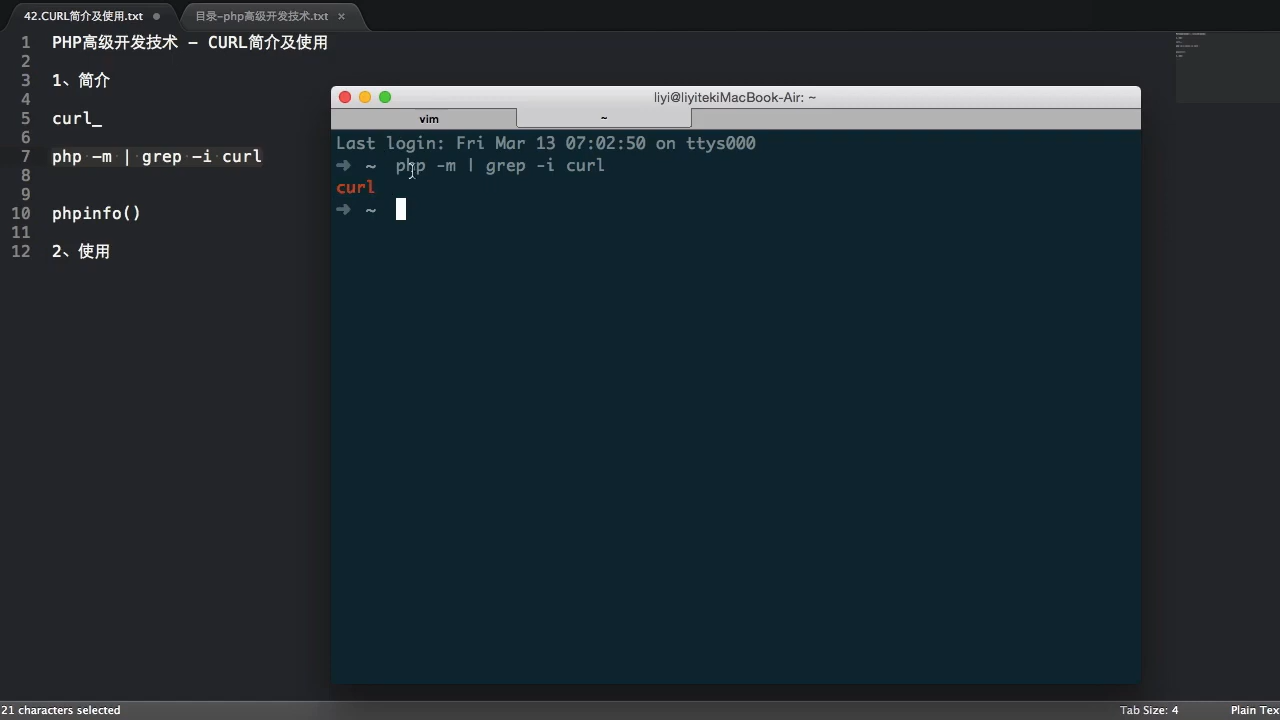 42.CURL简介及使用.txt
目录-php高级开发技术.txt
1 PHP高级开发技术 - CURL简介及使用
2
3 1、简介
4
5 curl_
6
7 php -m | grep -i curl
8
9
10 phpinfo()
11
12 2、使用
liyi@liyitekiMacBook-Air: ~
vim
~
Last login: Fri Mar 13 07:02:50 on ttys000
➜ ~ php -m | grep -i curl
curl
➜ ~
21 characters selected
Tab Size: 4
Plain Tex